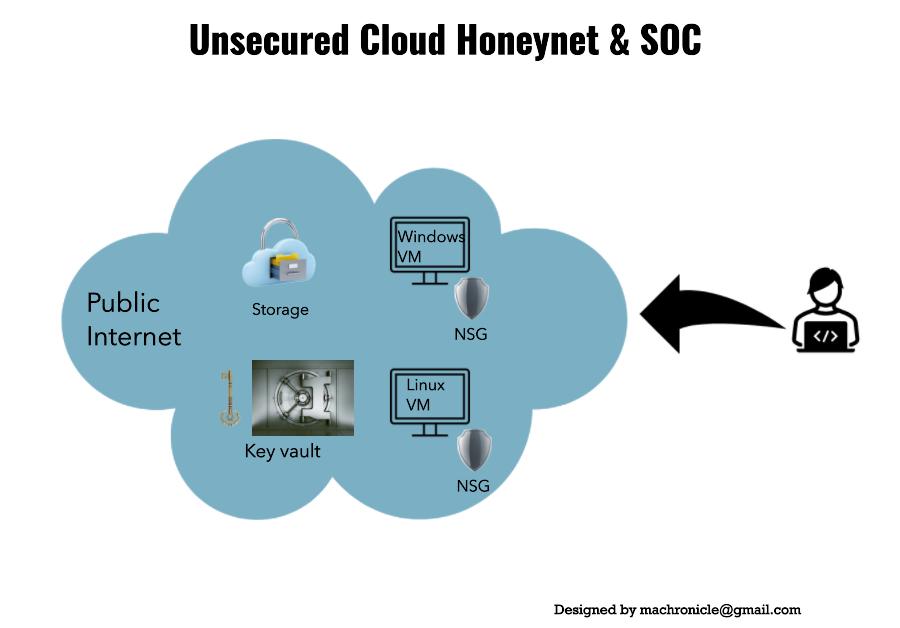 Unsecured Cloud Honeynet & SOC
Public
Internet
Storage
Windows
VM
NSG
Key vault
Linux
VM
NSG
</>
Designed by machronicle@gmail.com